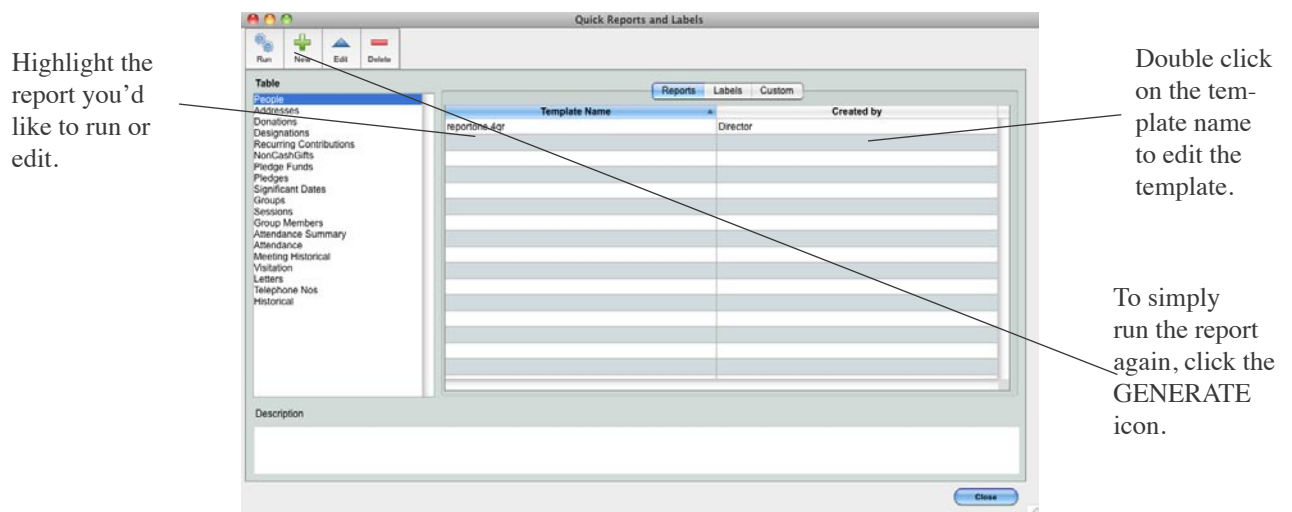 Quick Reports and Labels
Run New Edit Delete
Highlight the
report you'd
like to run or
edit.
Table
People
Addresses
Donations
Designations
Recurring Contributions
NonCashGifts
Pledge Funds
Pledges
Significant Dates
Groups
Sessions
Group Members
Attendance Summary
Attendance
Meeting Historical
Visitation
Letters
Telephone Nos
Historical
Reports Labels Custom
Template Name Created by
reportone.4qr Director
Description
Close
Double click
on the tem-
plate name
to edit the
template.
To simply
run the report
again, click the
GENERATE
icon.